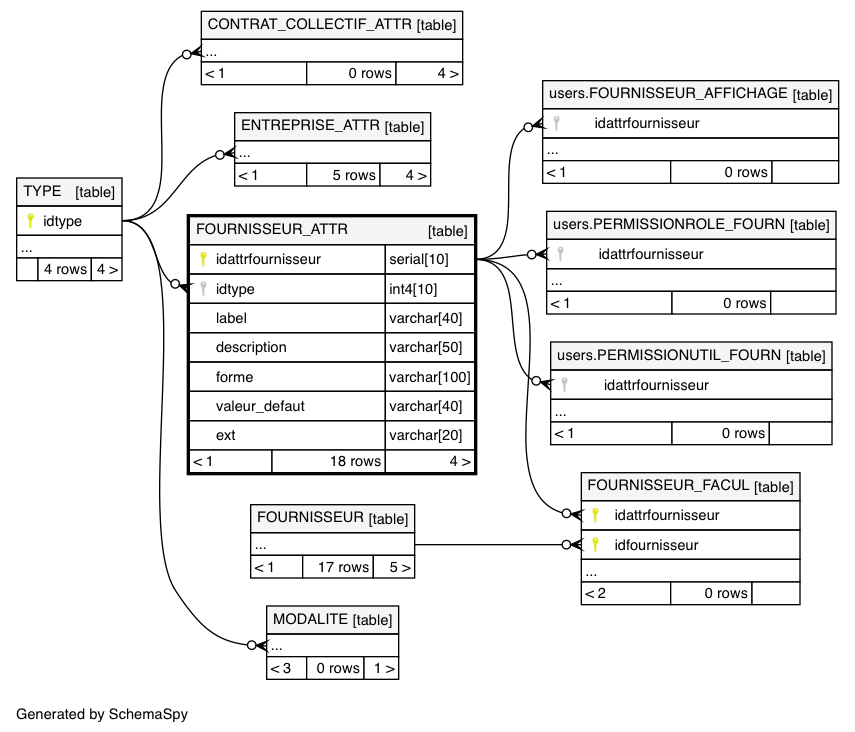 CONTRAT_COLLECTIF_ATTR [table]
...
< 1 0 rows 4 >
users.FOURNISSEUR_AFFICHAGE [table]
idattrfournisseur
...
< 1 0 rows
ENTREPRISE_ATTR [table]
...
< 1 5 rows 4 >
TYPE [table]
idtype
...
4 rows 4 >
FOURNISSEUR_ATTR [table]
idattrfournisseur serial[10]
idtype int4[10]
label varchar[40]
description varchar[50]
forme varchar[100]
valeur_defaut varchar[40]
ext varchar[20]
< 1 18 rows 4 >
users.PERMISSIONROLE_FOURN [table]
idattrfournisseur
...
< 1 0 rows
users.PERMISSIONUTIL_FOURN [table]
idattrfournisseur
...
< 1 0 rows
FOURNISSEUR_FACUL [table]
idattrfournisseur
idfournisseur
...
< 2 0 rows
FOURNISSEUR [table]
...
< 1 17 rows 5 >
MODALITE [table]
...
< 3 0 rows 1 >
Generated by SchemaSpy